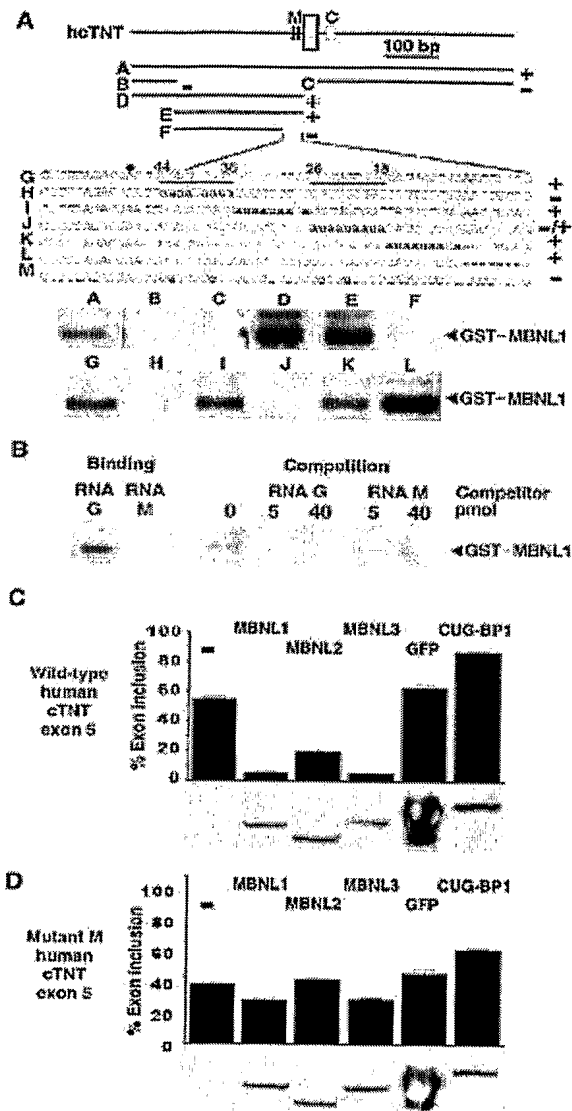 A
M C
hcTNT
100 bp
A +
B - C -
D +
E +
F -
44 35 26 18
G +
H -
I +
J -/+
K +
L +
M -
A B C D E F
GST-MBNL1
G H I J K L
GST-MBNL1
B
Binding Competition
RNA RNA RNA G RNA M Competitor
G M 0 5 40 5 40 pmol
GST-MBNL1
C
Wild-type
human
cTNT
exon 5
% Exon inclusion
100
80
60
40
20
0
- MBNL1 MBNL2 MBNL3 GFP CUG-BP1
D
Mutant M
human
cTNT
exon 5
% Exon inclusion
100
80
60
40
20
0
- MBNL1 MBNL2 MBNL3 GFP CUG-BP1